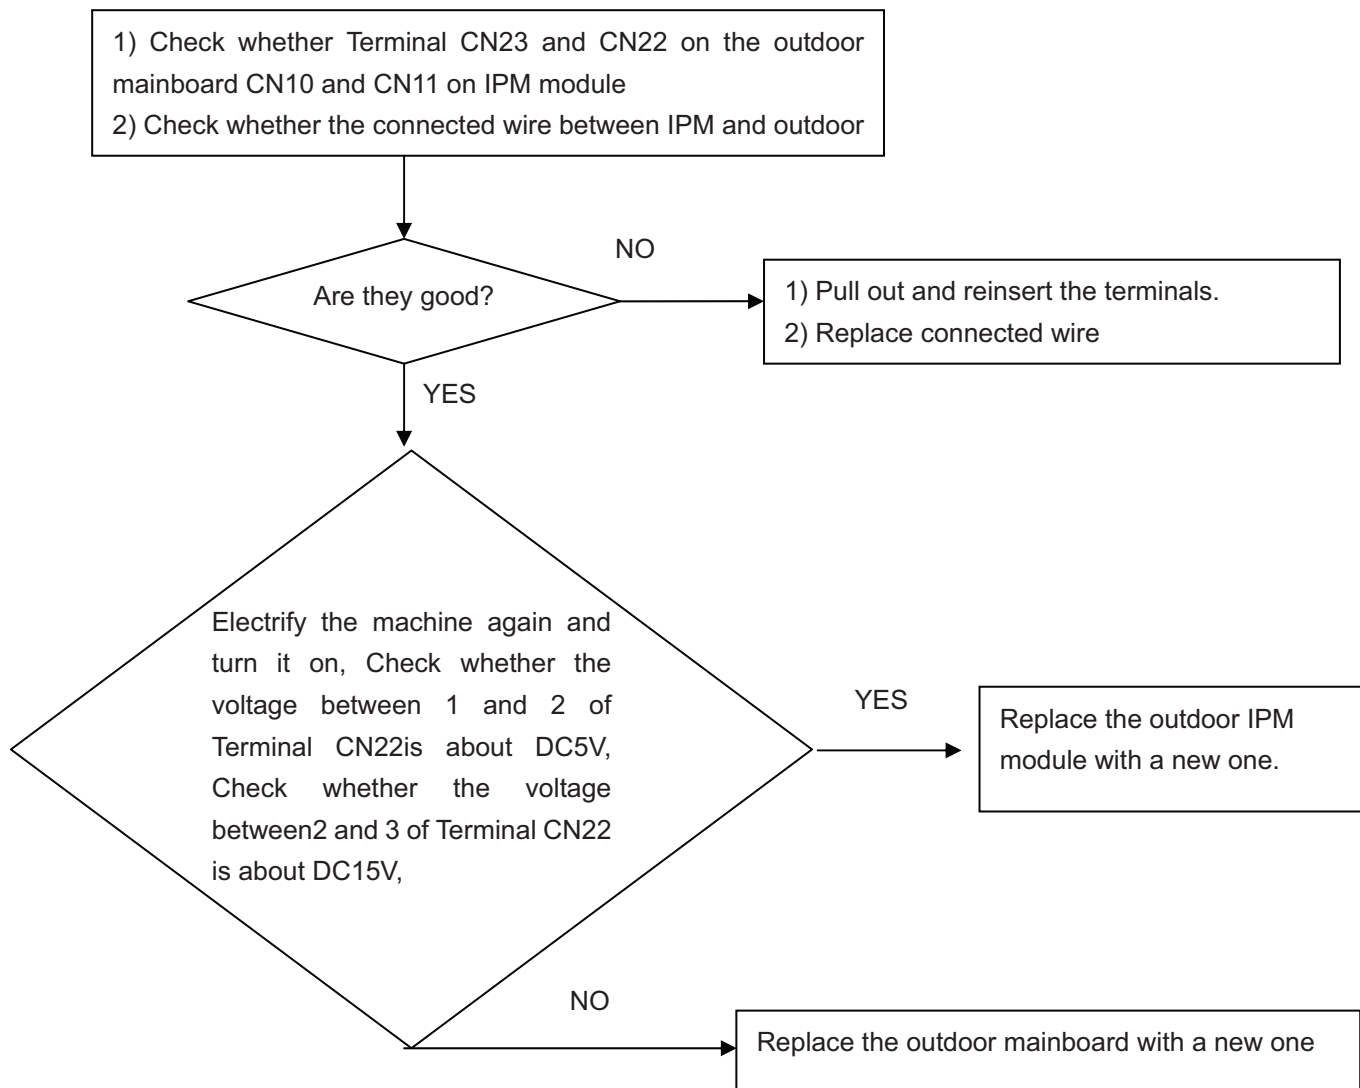 1) Check whether Terminal CN23 and CN22 on the outdoor
mainboard CN10 and CN11 on IPM module
2) Check whether the connected wire between IPM and outdoor
Are they good?
NO
1) Pull out and reinsert the terminals.
2) Replace connected wire
YES
Electrify the machine again and
turn it on, Check whether the
voltage between 1 and 2 of
Terminal CN22is about DC5V,
Check whether the voltage
between2 and 3 of Terminal CN22
is about DC15V,
YES
Replace the outdoor IPM
module with a new one.
NO
Replace the outdoor mainboard with a new one